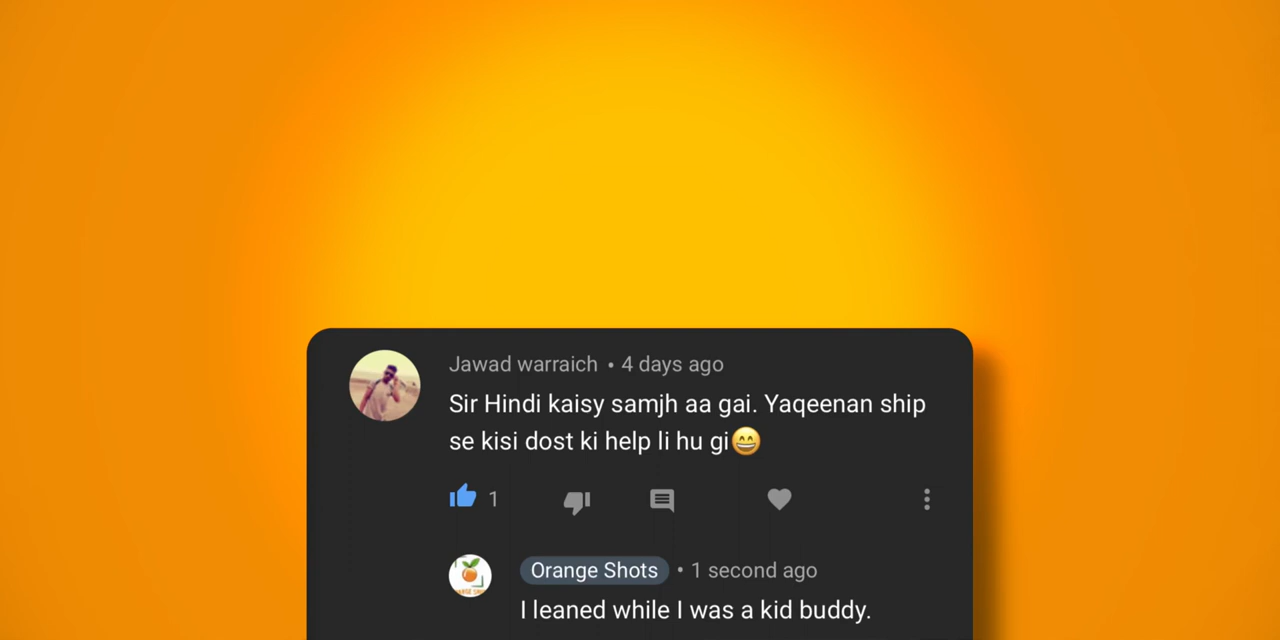 Jawad warraich • 4 days ago
Sir Hindi kaisy samjh aa gai. Yaqeenan ship
se kisi dost ki help li hu gi😄
1
Orange Shots • 1 second ago
I leaned while I was a kid buddy.